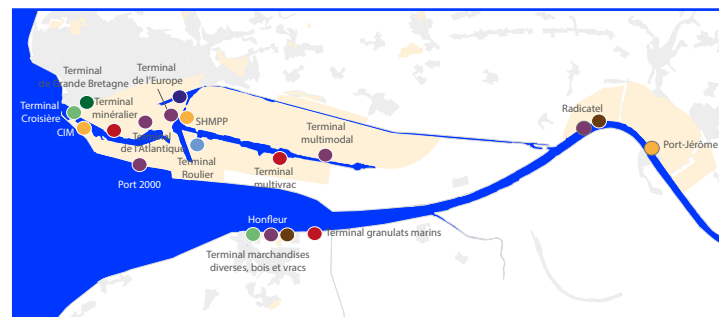 Terminal
de l'Europe
Terminal
de Grande Bretagne
Terminal
Croisière
Terminal
minéralier
CIM
SHMPP
Terminal
de l'Atlantique
Terminal
Roulier
Terminal
multimodal
Terminal
multivrac
Port 2000
Radicatel
Port-Jérôme
Honfleur
Terminal granulats marins
Terminal marchandises
diverses, bois et vracs